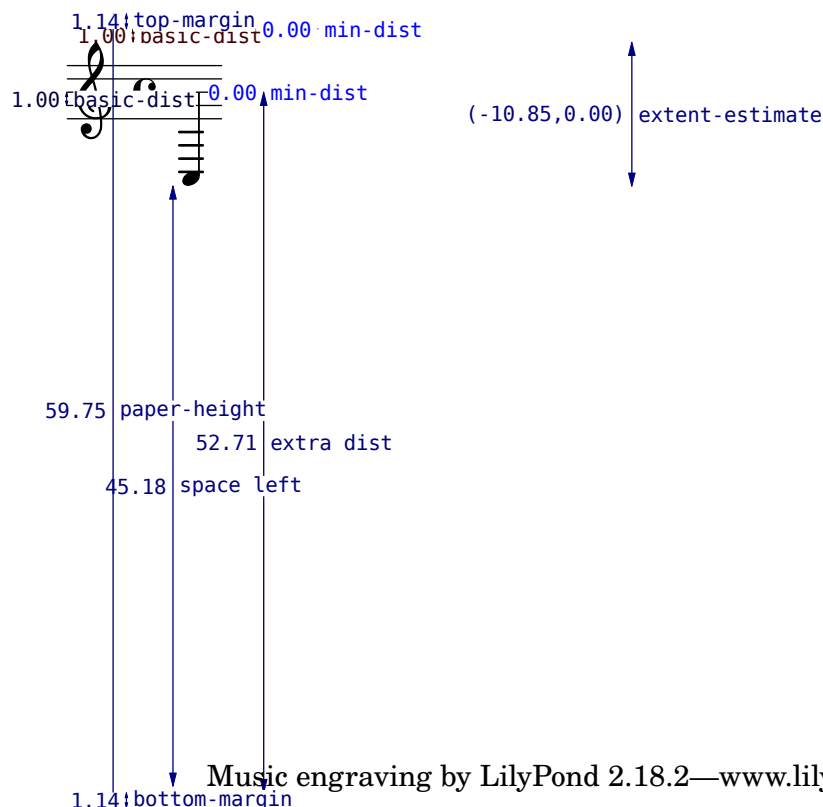 1.14 top-margin
1.00 basic-dist 0.00 min-dist
1.00 basic-dist 0.00 min-dist
(-10.85,0.00) extent-estimate
59.75 paper-height
52.71 extra dist
45.18 space left
Music engraving by LilyPond 2.18.2—www.lily
1.14 bottom-margin